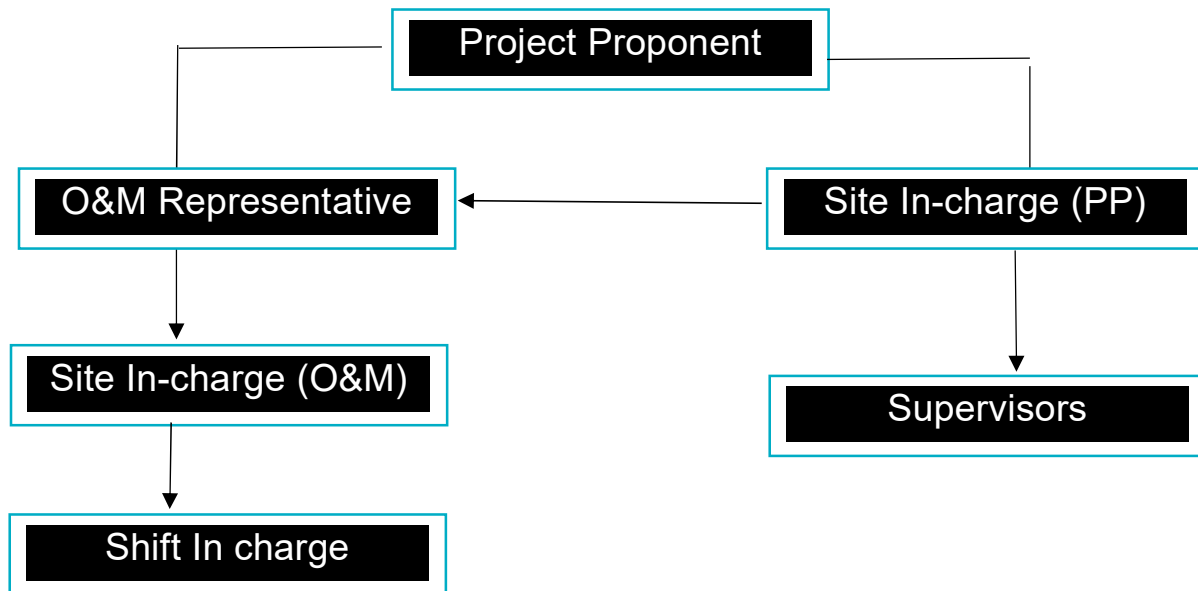 Project Proponent
O&M Representative
Site In-charge (PP)
Site In-charge (O&M)
Supervisors
Shift In charge